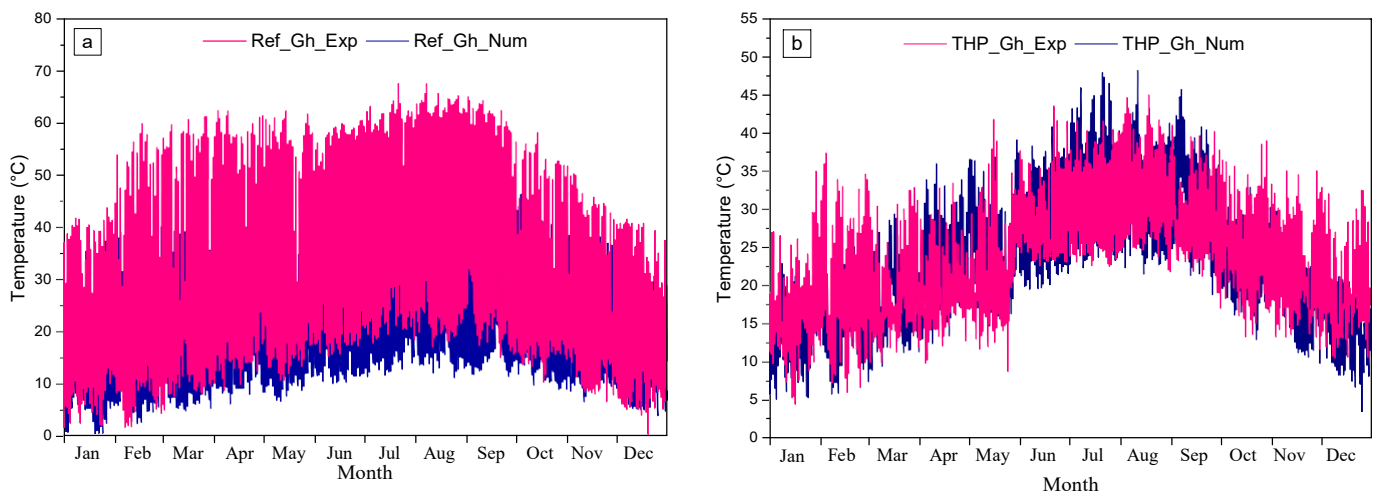 a
Ref_Gh_Exp
Ref_Gh_Num
Temperature (°C)
80
70
60
50
40
30
20
10
0
Jan Feb Mar Apr May Jun Jul Aug Sep Oct Nov Dec
Month
b
THP_Gh_Exp
THP_Gh_Num
Temperature (°C)
55
50
45
40
35
30
25
20
15
10
5
0
Jan Feb Mar Apr May Jun Jul Aug Sep Oct Nov Dec
Month